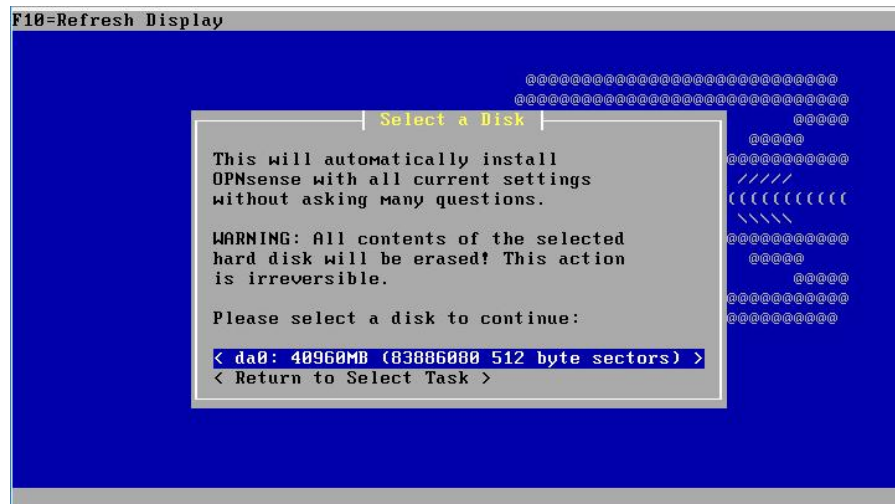 F10=Refresh Display
Select a Disk
This will automatically install
OPNsense with all current settings
without asking many questions.
WARNING: All contents of the selected
hard disk will be erased! This action
is irreversible.
Please select a disk to continue:
< da0: 40960MB (83886080 512 byte sectors) >
< Return to Select Task >